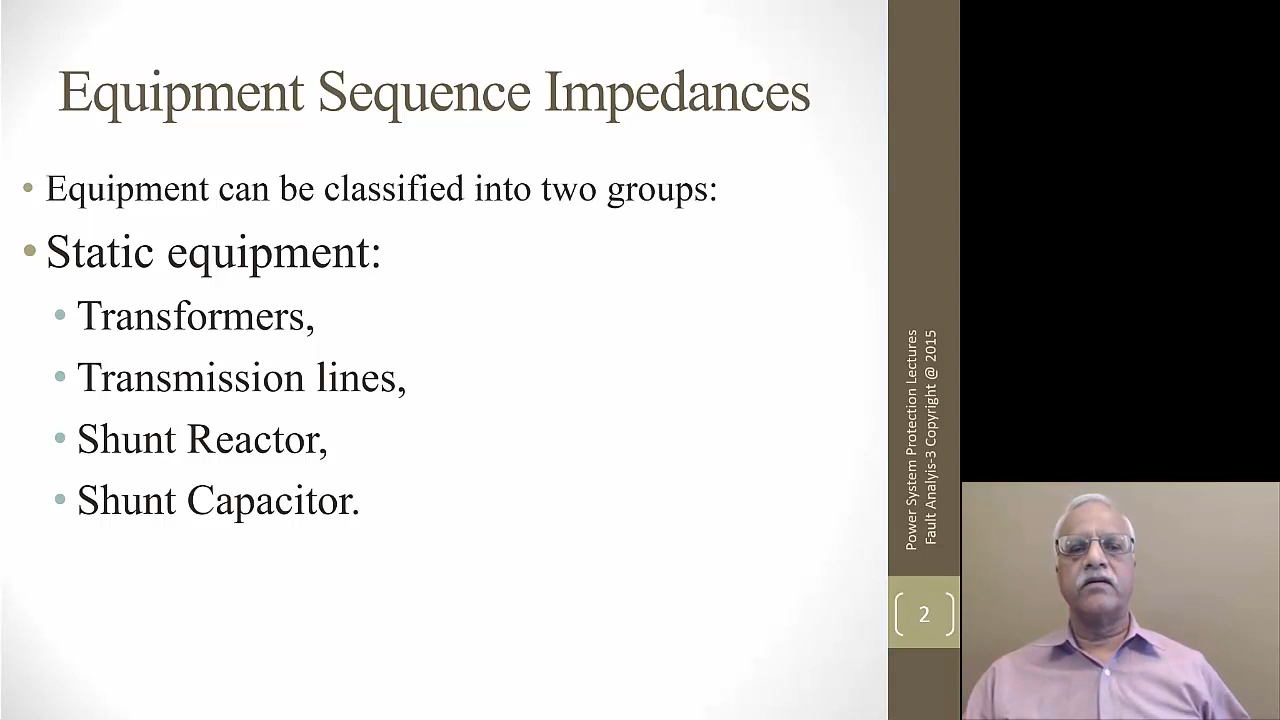 Equipment Sequence Impedances
• Equipment can be classified into two groups:
• Static equipment:
• Transformers,
• Transmission lines,
• Shunt Reactor,
• Shunt Capacitor.
Power System Protection Lectures
Fault Analyis-3 Copyright @ 2015
2